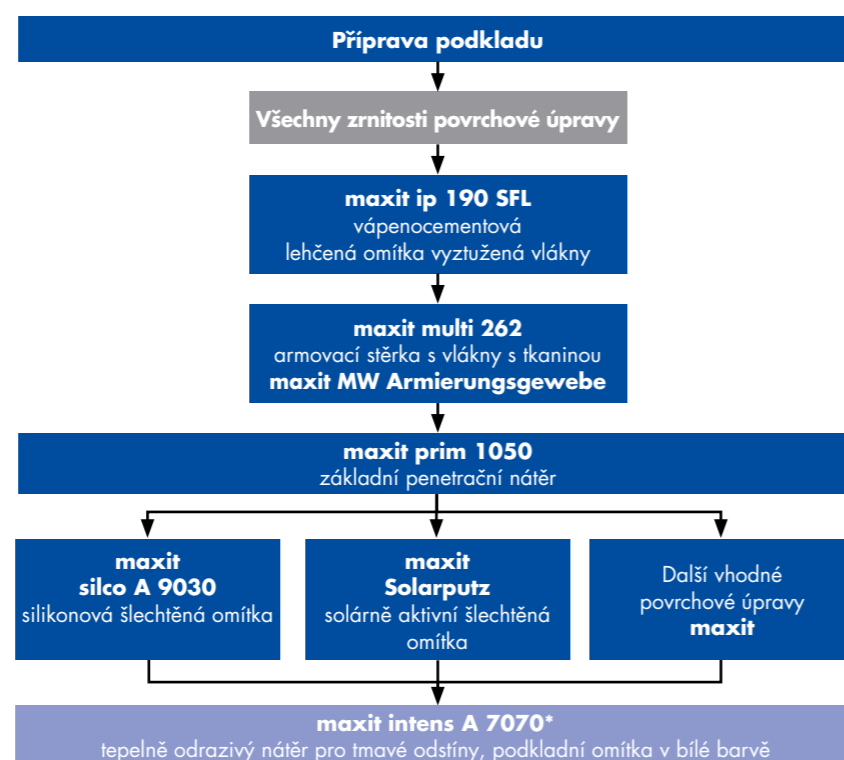 Příprava podkladu
Všechny zrnitosti povrchové úpravy
maxit ip 190 SFL
vápenocementová
lehčená omítka vyztužená vlákny
maxit multi 262
armovací stěrka s vlákny s tkaninou
maxit MW Armierungsgewebe
maxit prim 1050
základní penetrační nátěr
maxit
silco A 9030
silikonová šlechtěná omítka
maxit
Solarputz
solárně aktivní šlechtěná
omítka
Další vhodné
povrchové úpravy
maxit
maxit intens A 7070*
tepelně odrazivý nátěr pro tmavé odstíny, podkladní omítka v bílé barvě